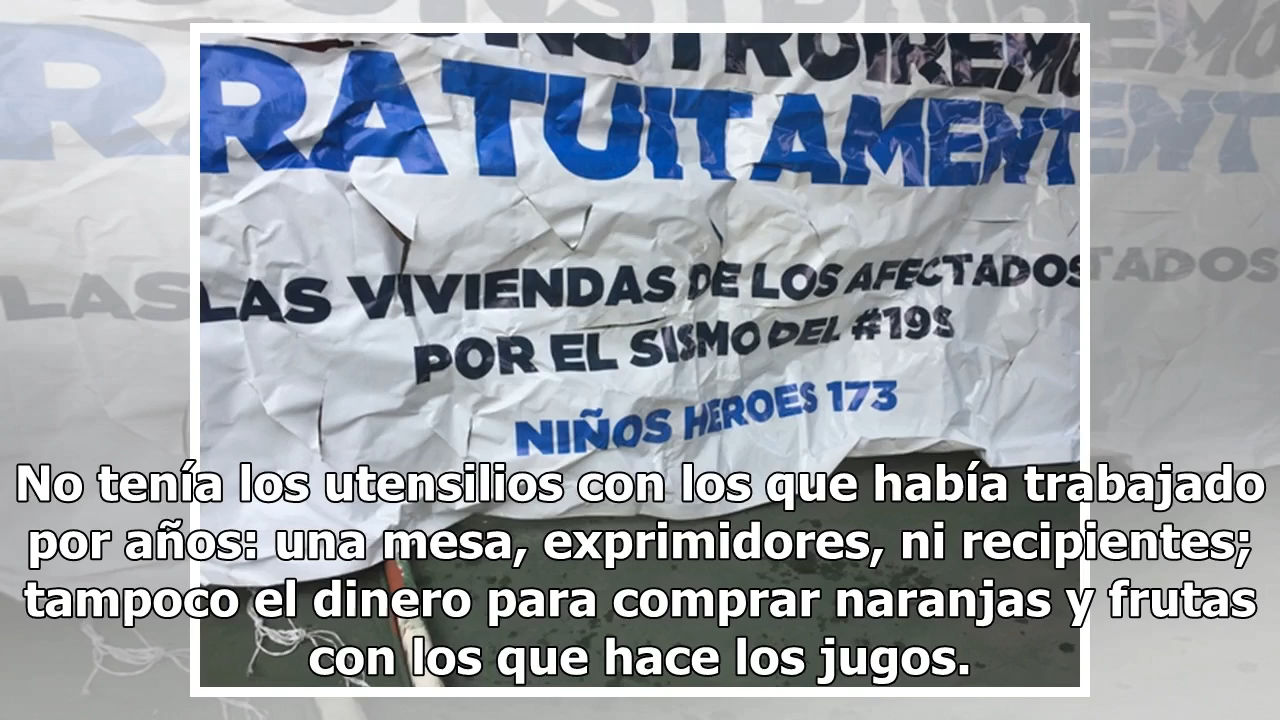 CONSTRUIREMO
RATUITAMENT
LAS VIVIENDAS DE LOS AFECTADOS
POR EL SISMO DEL #19S
NIÑOS HEROES 173
No tenía los utensilios con los que había trabajado
por años: una mesa, exprimidores, ni recipientes;
tampoco el dinero para comprar naranjas y frutas
con los que hace los jugos.